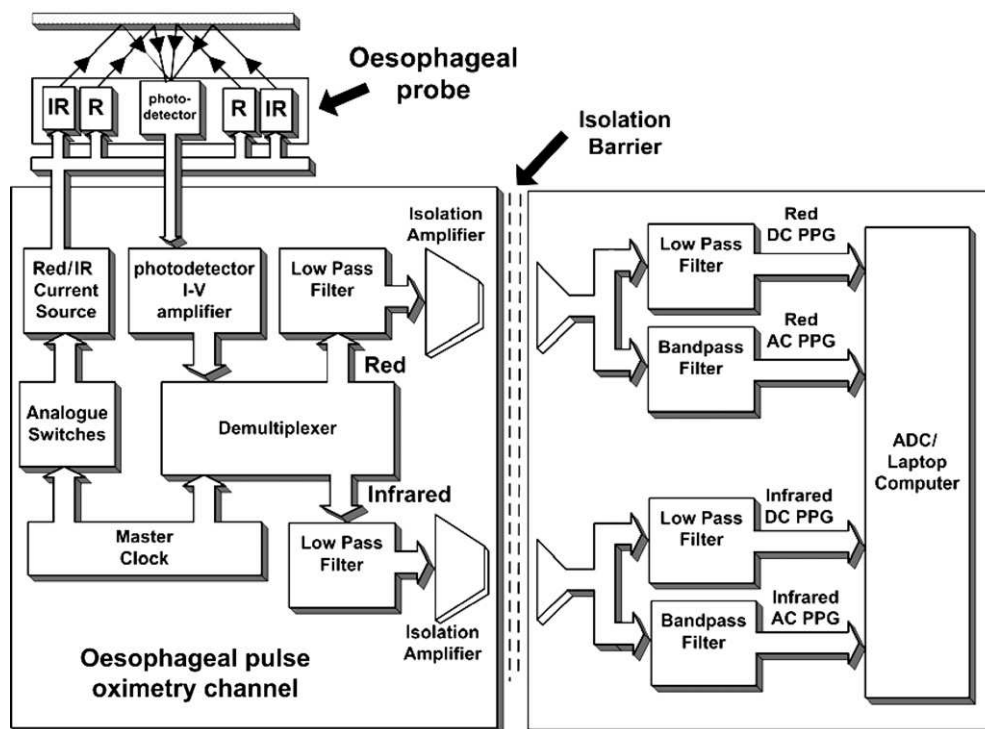 Oesophageal
probe
IR
R
photo-
detector
R
IR
Isolation
Barrier
Isolation
Amplifier
Red/IR
Current
Source
photodetector
I-V
amplifier
Low Pass
Filter
Red
Analogue
Switches
Demultiplexer
Infrared
Master
Clock
Low Pass
Filter
Isolation
Amplifier
Oesophageal pulse
oximetry channel
Low Pass
Filter
Red
DC PPG
Bandpass
Filter
Red
AC PPG
ADC/
Laptop
Computer
Low Pass
Filter
Infrared
DC PPG
Bandpass
Filter
Infrared
AC PPG